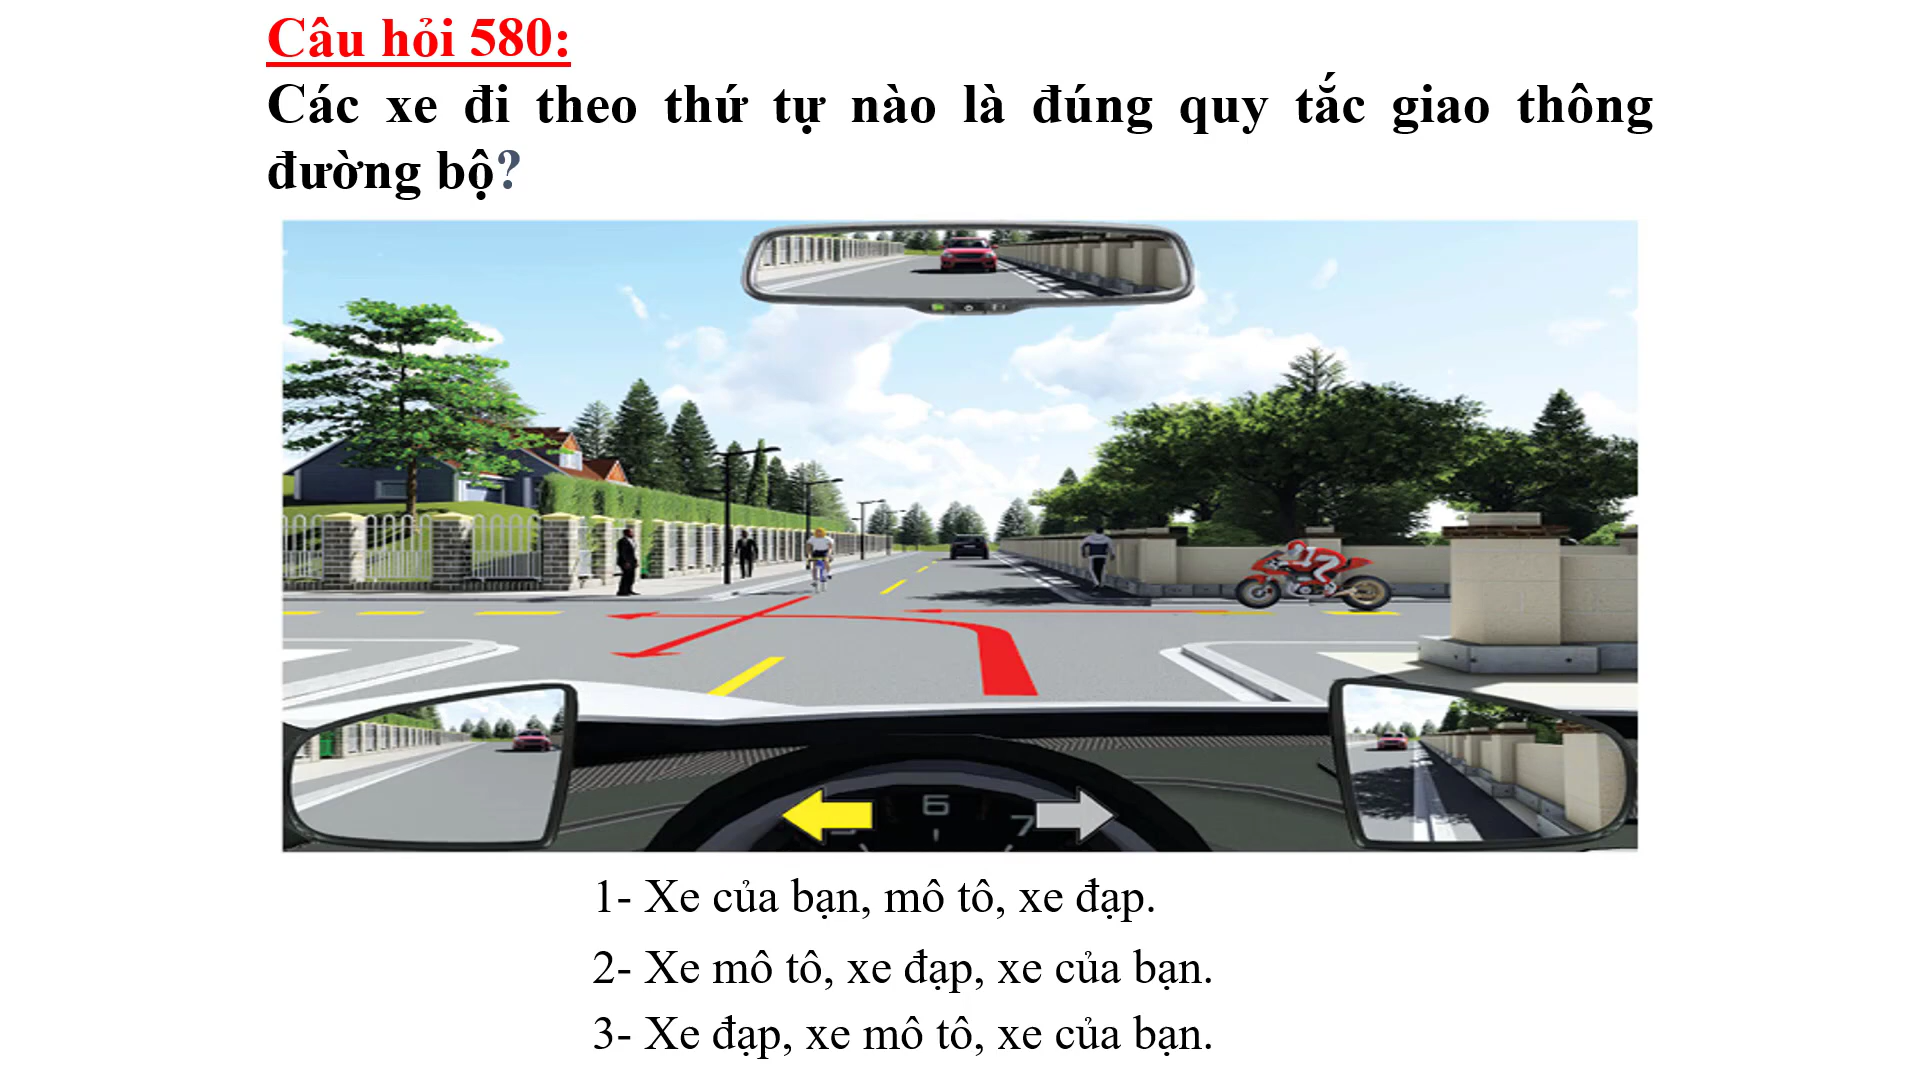 Câu hỏi 580:
Các xe đi theo thứ tự nào là đúng quy tắc giao thông
đường bộ?
6
7
1- Xe của bạn, mô tô, xe đạp.
2- Xe mô tô, xe đạp, xe của bạn.
3- Xe đạp, xe mô tô, xe của bạn.